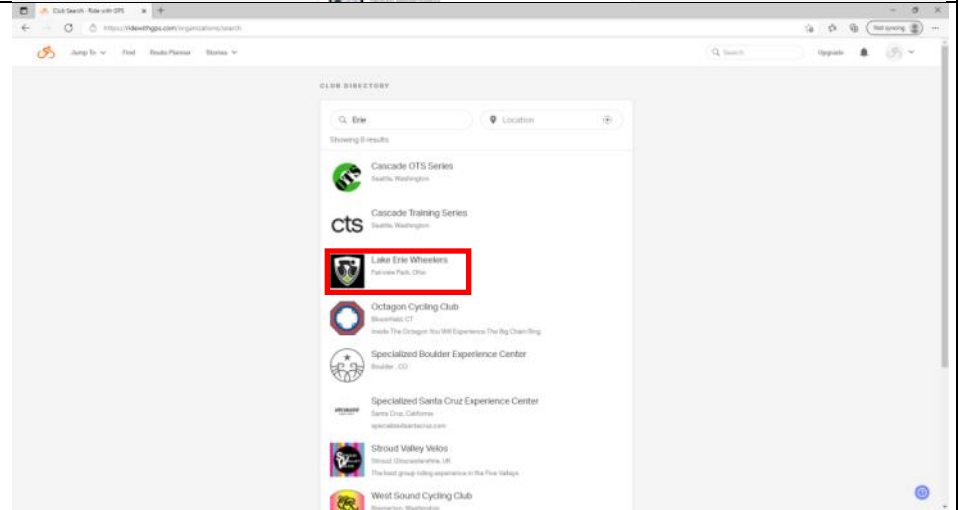 Club Search - Ride with GPS
https://ridewithgps.com/organizations/search
Not syncing
Jump To
Find
Route Planner
Stories
Search
Upgrade
CLUB DIRECTORY
Erie
Location
Showing 8 results
Cascade OTS Series
Seattle, Washington
cts
Cascade Training Series
Seattle, Washington
Lake Erie Wheelers
Fairview Park, Ohio
Octagon Cycling Club
Bloomfield, CT
Inside The Octagon You Will Experience The Big Chain Ring
Specialized Boulder Experience Center
Boulder , CO
Specialized Santa Cruz Experience Center
Santa Cruz, California
specializedsantacruz.com
Stroud Valley Velos
Stroud, Gloucestershire, UK
The best group riding experience in the Five Valleys
West Sound Cycling Club
Bremerton, Washington